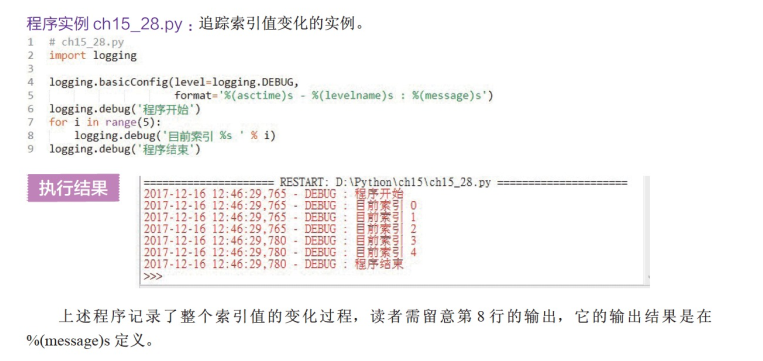 程序实例 ch15_28.py：追踪索引值变化的实例。
1 # ch15_28.py
2 import logging
3
4 logging.basicConfig(level=logging.DEBUG,
5                     format='%(asctime)s - %(levelname)s : %(message)s')
6 logging.debug('程序开始')
7 for i in range(5):
8     logging.debug('目前索引 %s ' % i)
9 logging.debug('程序结束')
执行结果
===================== RESTART: D:\Python\ch15\ch15_28.py =====================
2017-12-16 12:46:29,765 - DEBUG : 程序开始
2017-12-16 12:46:29,765 - DEBUG : 目前索引 0
2017-12-16 12:46:29,765 - DEBUG : 目前索引 1
2017-12-16 12:46:29,765 - DEBUG : 目前索引 2
2017-12-16 12:46:29,780 - DEBUG : 目前索引 3
2017-12-16 12:46:29,780 - DEBUG : 目前索引 4
2017-12-16 12:46:29,780 - DEBUG : 程序结束
>>>
上述程序记录了整个索引值的变化过程，读者需留意第 8 行的输出，它的输出结果是在
%(message)s 定义。